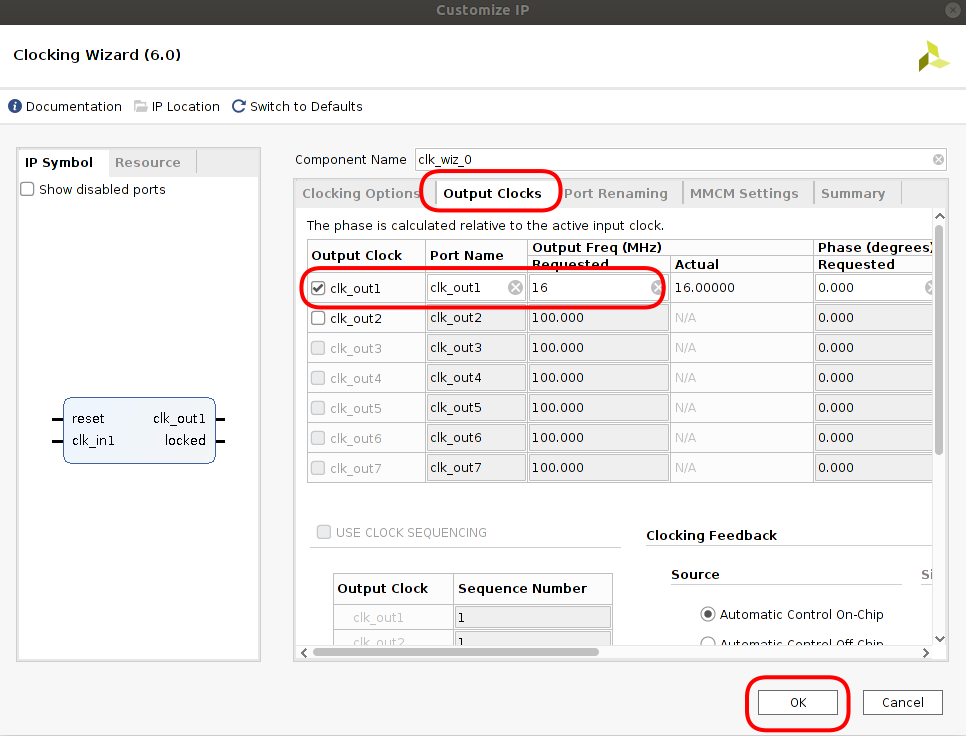 Customize IP
Clocking Wizard (6.0)
Documentation IP Location Switch to Defaults
IP Symbol Resource
Show disabled ports
reset clk_out1
clk_in1 locked
Component Name clk_wiz_0
Clocking Options Output Clocks Port Renaming MMCM Settings Summary
The phase is calculated relative to the active input clock.
Output Clock Port Name Output Freq (MHz) Phase (degrees)
Requested Actual Requested
clk_out1 clk_out1 16 16.00000 0.000
clk_out2 clk_out2 100.000 N/A 0.000
clk_out3 clk_out3 100.000 N/A 0.000
clk_out4 clk_out4 100.000 N/A 0.000
clk_out5 clk_out5 100.000 N/A 0.000
clk_out6 clk_out6 100.000 N/A 0.000
clk_out7 clk_out7 100.000 N/A 0.000
USE CLOCK SEQUENCING
Output Clock Sequence Number
clk_out1 1
clk_out2 1
Clocking Feedback
Source Si
Automatic Control On-Chip
Automatic Control Off-Chip
OK Cancel